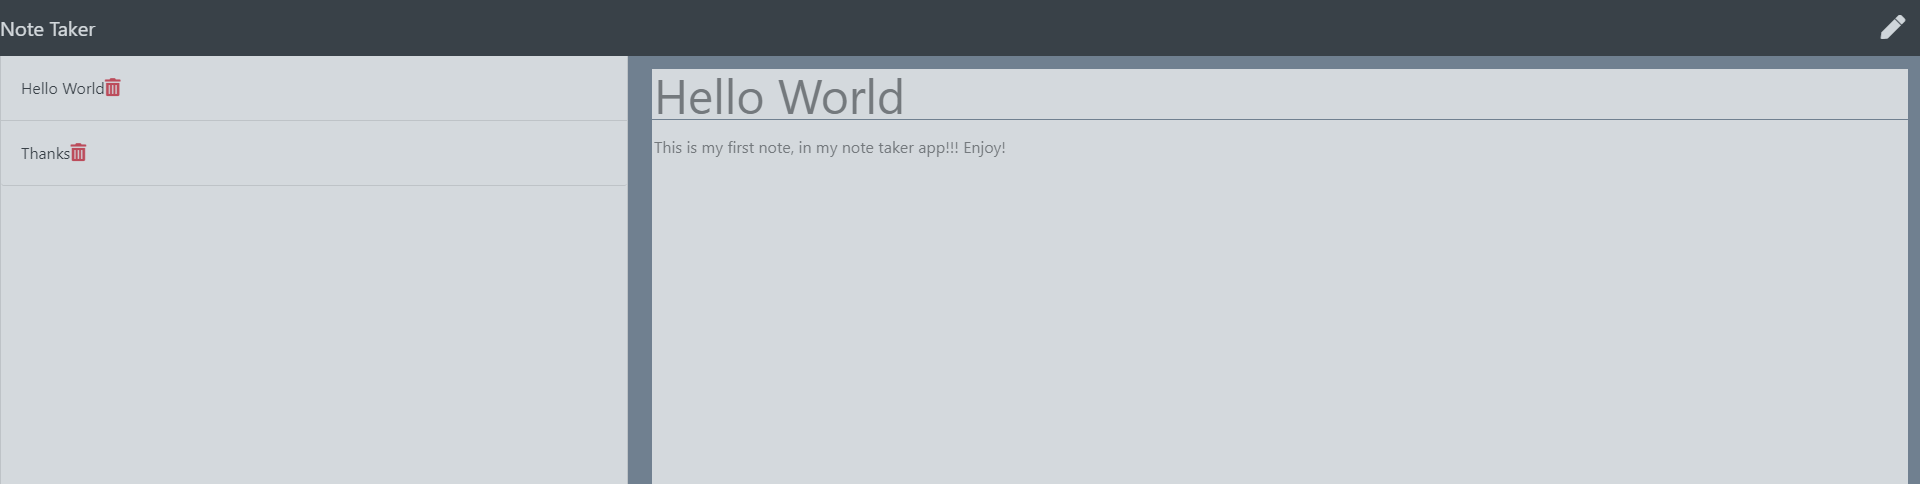 Note Taker
Hello World
Thanks
Hello World
This is my first note, in my note taker app!!! Enjoy!